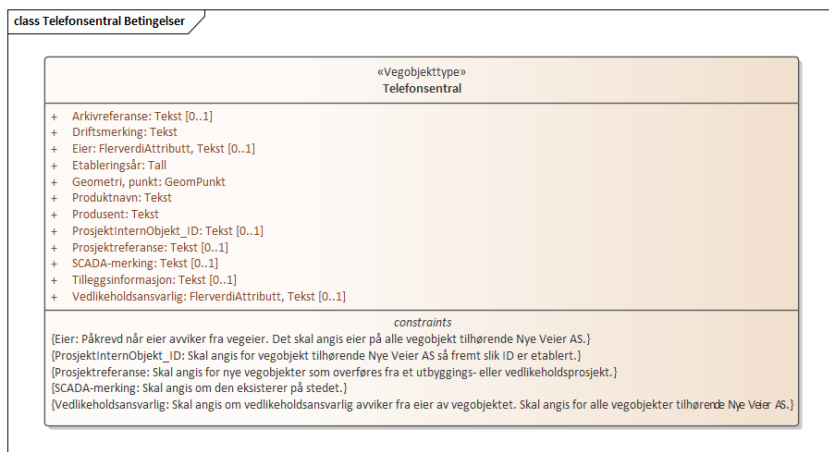 class Telefonsentral Betingelser
«Vegobjekttype»
Telefonsentral
+ Arkivreferanse: Tekst [0..1]
+ Driftsmerking: Tekst
+ Eier: FlerverdiAttributt, Tekst [0..1]
+ Etableringsår: Tall
+ Geometri, punkt: GeomPunkt
+ Produktnavn: Tekst
+ Produsent: Tekst
+ ProsjektInternObjekt_ID: Tekst [0..1]
+ Prosjektreferanse: Tekst [0..1]
+ SCADA-merking: Tekst [0..1]
+ Tilleggsinformasjon: Tekst [0..1]
+ Vedlikeholdsansvarlig: FlerverdiAttributt, Tekst [0..1]
constraints
{Eier: Påkrevd når eier avviker fra vegeier. Det skal angis eier på alle vegobjekt tilhørende Nye Veier AS.}
{ProsjektInternObjekt_ID: Skal angis for vegobjekt tilhørende Nye Veier AS så fremt slik ID er etablert.}
{Prosjektreferanse: Skal angis for nye vegobjekter som overføres fra et utbyggings- eller vedlikeholdsprosjekt.}
{SCADA-merking: Skal angis om den eksisterer på stedet.}
{Vedlikeholdsansvarlig: Skal angis om vedlikeholdsansvarlig avviker fra eier av vegobjektet. Skal angis for alle vegobjekter tilhørende Nye Veier AS.}